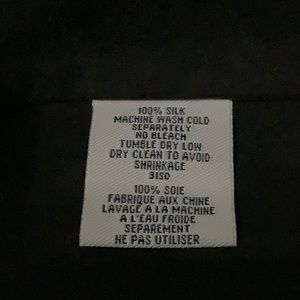 100% SILK
MACHINE WASH COLD
SEPARATELY
NO BLEACH
TUMBLE DRY LOW
DRY CLEAN TO AVOID
SHRINKAGE
31SD
100% SOIE
FABRIQUE AUX CHINE
LAVAGE A LA MACHINE
A L'EAU FROIDE
SEPAREMENT
NE PAS UTILISER